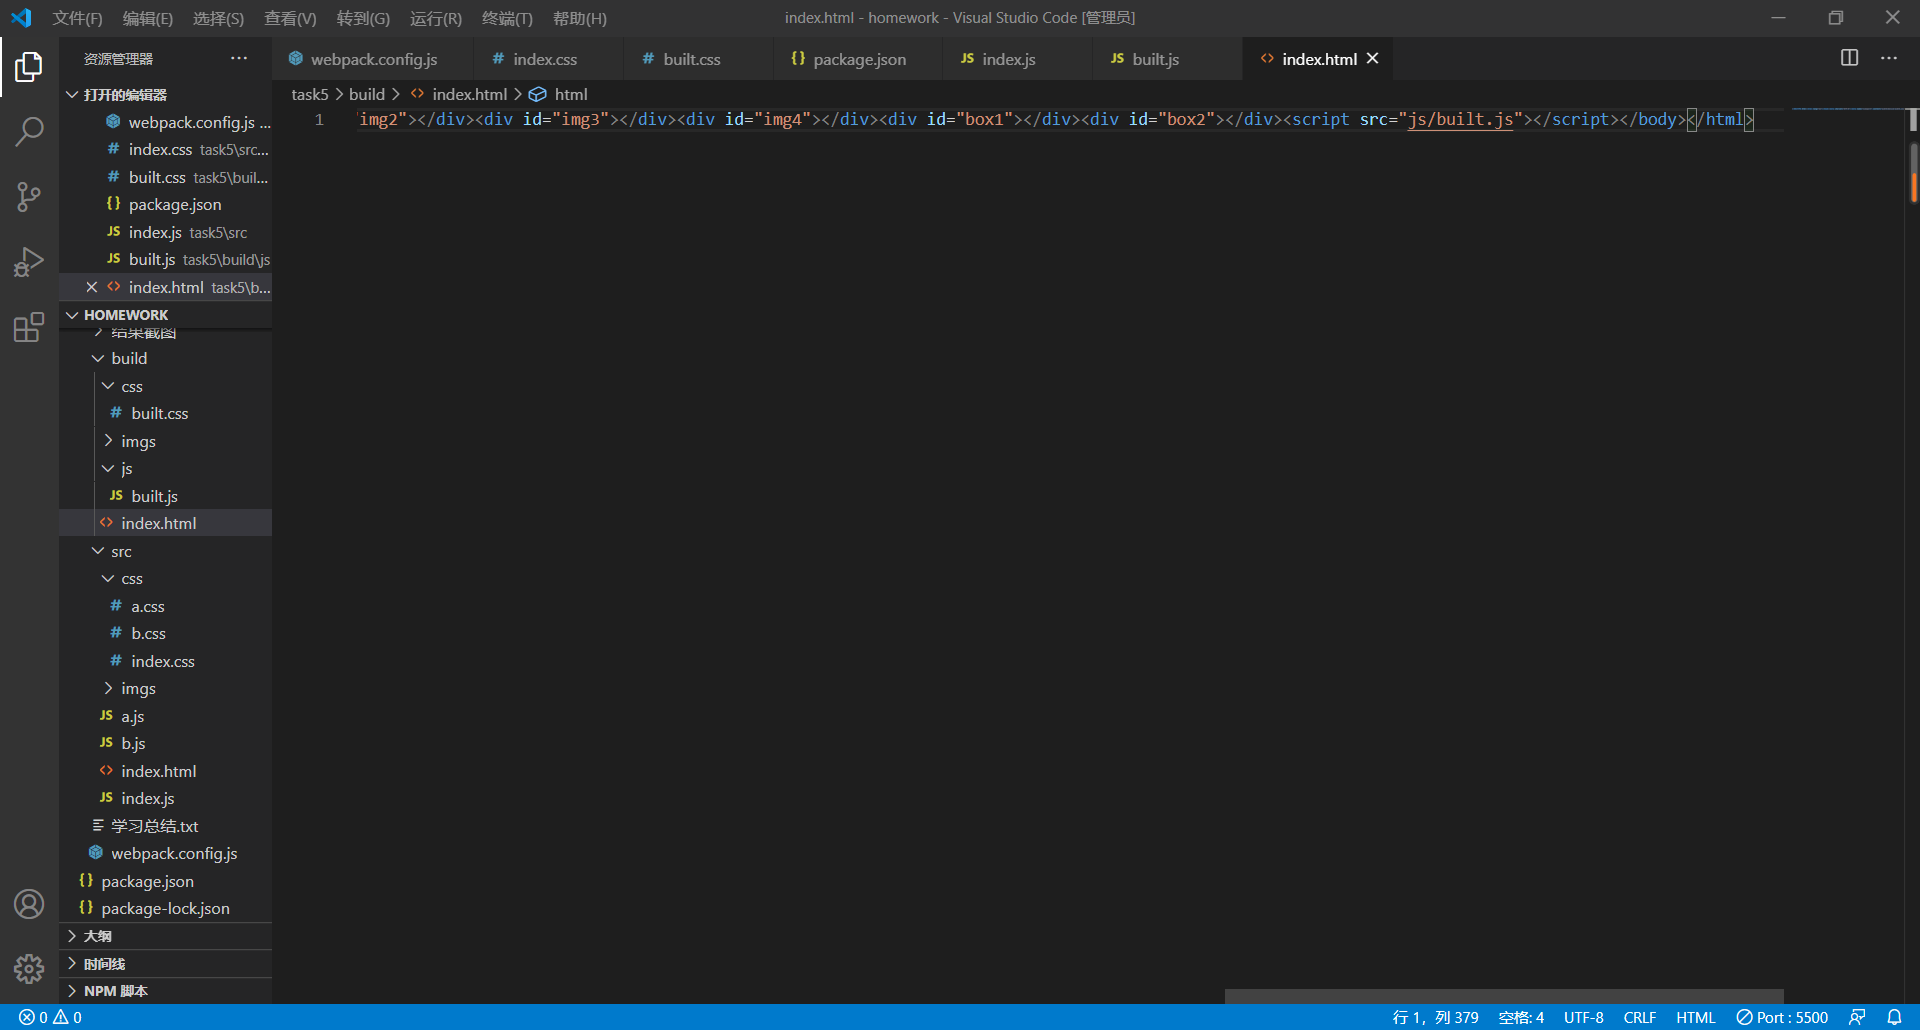 文件(F) 编辑(E) 选择(S) 查看(V) 转到(G) 运行(R) 终端(T) 帮助(H) index.html - homework - Visual Studio Code [管理员]
资源管理器 ···
webpack.config.js # index.css # built.css {} package.json JS index.js JS built.js <> index.html
打开的编辑器
webpack.config.js ...
# index.css task5\src...
# built.css task5\buil...
{} package.json
JS index.js task5\src
JS built.js task5\build\js
<> index.html task5\b...
HOMEWORK
结果截图
build
css
# built.css
imgs
js
JS built.js
<> index.html
src
css
# a.css
# b.css
# index.css
imgs
JS a.js
JS b.js
<> index.html
JS index.js
学习总结.txt
webpack.config.js
{} package.json
{} package-lock.json
大纲
时间线
NPM 脚本
task5 > build > <> index.html > html
1 'img2"></div><div id="img3"></div><div id="img4"></div><div id="box1"></div><div id="box2"></div><script src="js/built.js"></script></body></html>
0 0 行 1，列 379 空格: 4 UTF-8 CRLF HTML Port : 5500